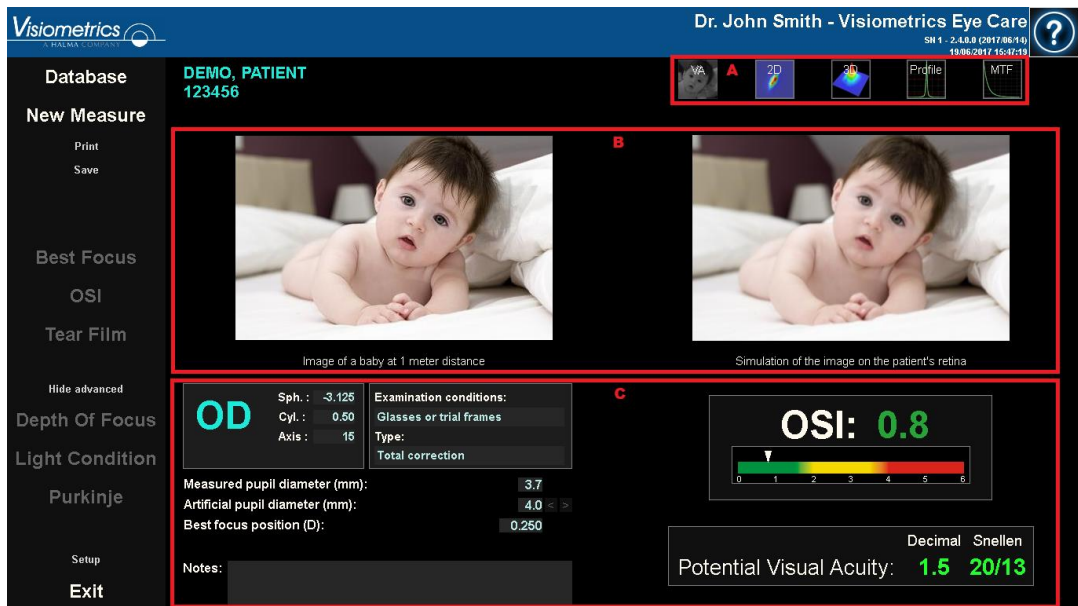 Visiometrics
A HALMA COMPANY
Dr. John Smith - Visiometrics Eye Care
SN 1 - 2.4.0.0 (2017/06/14)
19/06/2017 15:47:19
?
Database
New Measure
Print
Save
Best Focus
OSI
Tear Film
Hide advanced
Depth Of Focus
Light Condition
Purkinje
Setup
Exit
DEMO, PATIENT
123456
VA A 2D 3D Profile MTF
B
Image of a baby at 1 meter distance
Simulation of the image on the patient's retina
C
OD
Sph. : -3.125
Cyl. : 0.50
Axis : 15
Examination conditions:
Glasses or trial frames
Type:
Total correction
Measured pupil diameter (mm): 3.7
Artificial pupil diameter (mm): 4.0 < >
Best focus position (D): 0.250
Notes:
OSI: 0.8
0 1 2 3 4 5 6
Decimal Snellen
Potential Visual Acuity: 1.5 20/13